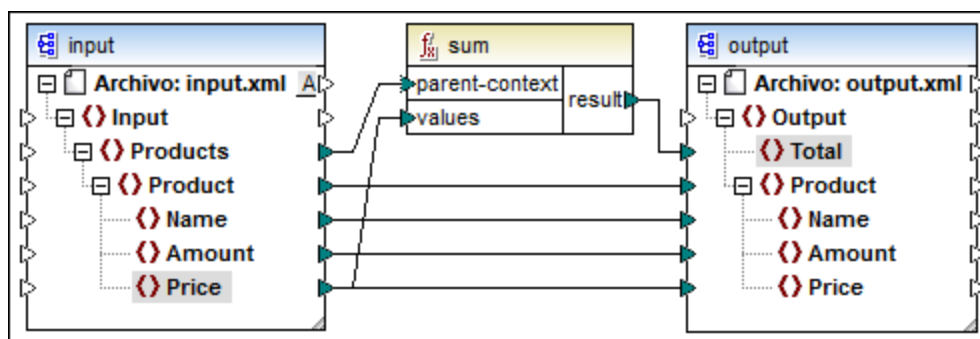 input
Archivo: input.xml A
Input
Products
Product
Name
Amount
Price
fx sum
parent-context
values
result
output
Archivo: output.xml
Output
Total
Product
Name
Amount
Price